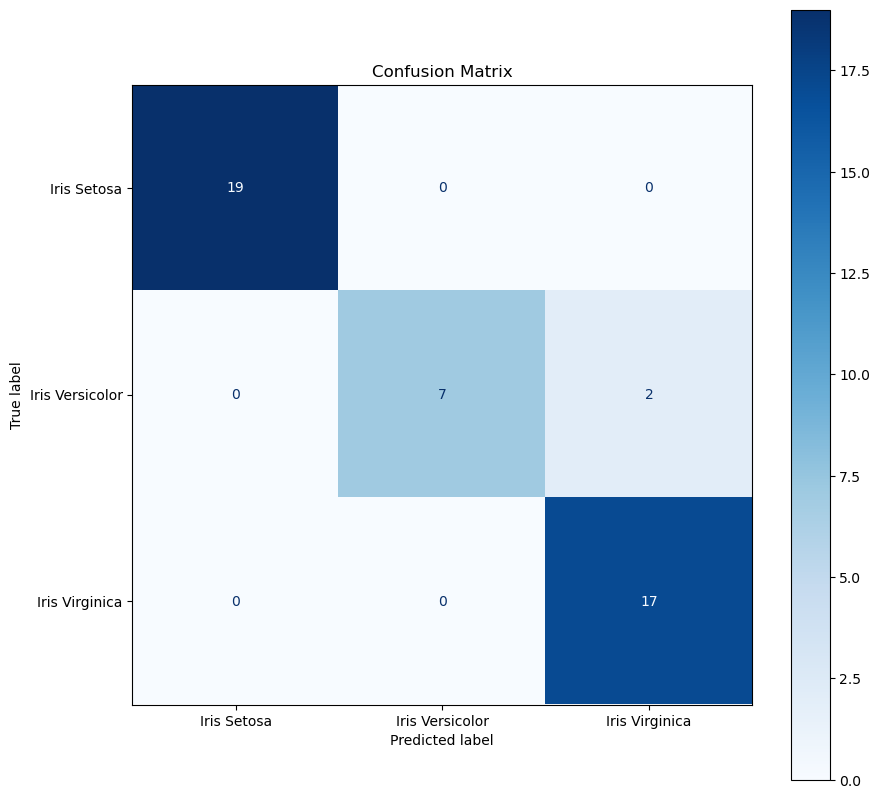 Confusion Matrix
True label
Iris Setosa
19 0 0
Iris Versicolor
0 7 2
Iris Virginica
0 0 17
Iris Setosa Iris Versicolor Iris Virginica
Predicted label
17.5
15.0
12.5
10.0
7.5
5.0
2.5
0.0